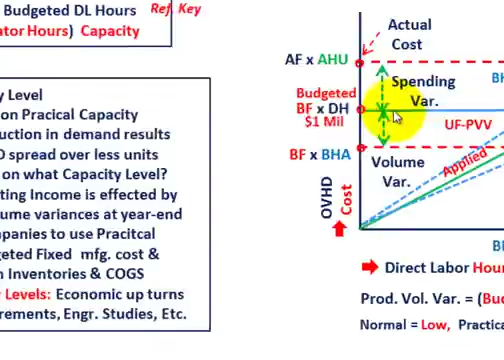 Budgeted DL Hours
Ref. Key
ator Hours) Capacity
y Level
on Pracical Capacity
uction in demand results
D spread over less units
on what Capacity Level?
ting Income is effected by
ume variances at year-end
panies to use Pracitcal
geted Fixed mfg. cost &
n Inventories & COGS
Levels: Economic up turns
rements, Engr. Studies, Etc.
Actual
Cost
AF x AHU
Spending
Var.
Budgeted
BF x DH
$1 Mil
UF-PVV
BF x BHA
Volume
Var.
Applied
OVHD
Cost
Direct Labor Hour
Prod. Vol. Var. = (Bud
Normal = Low, Practica